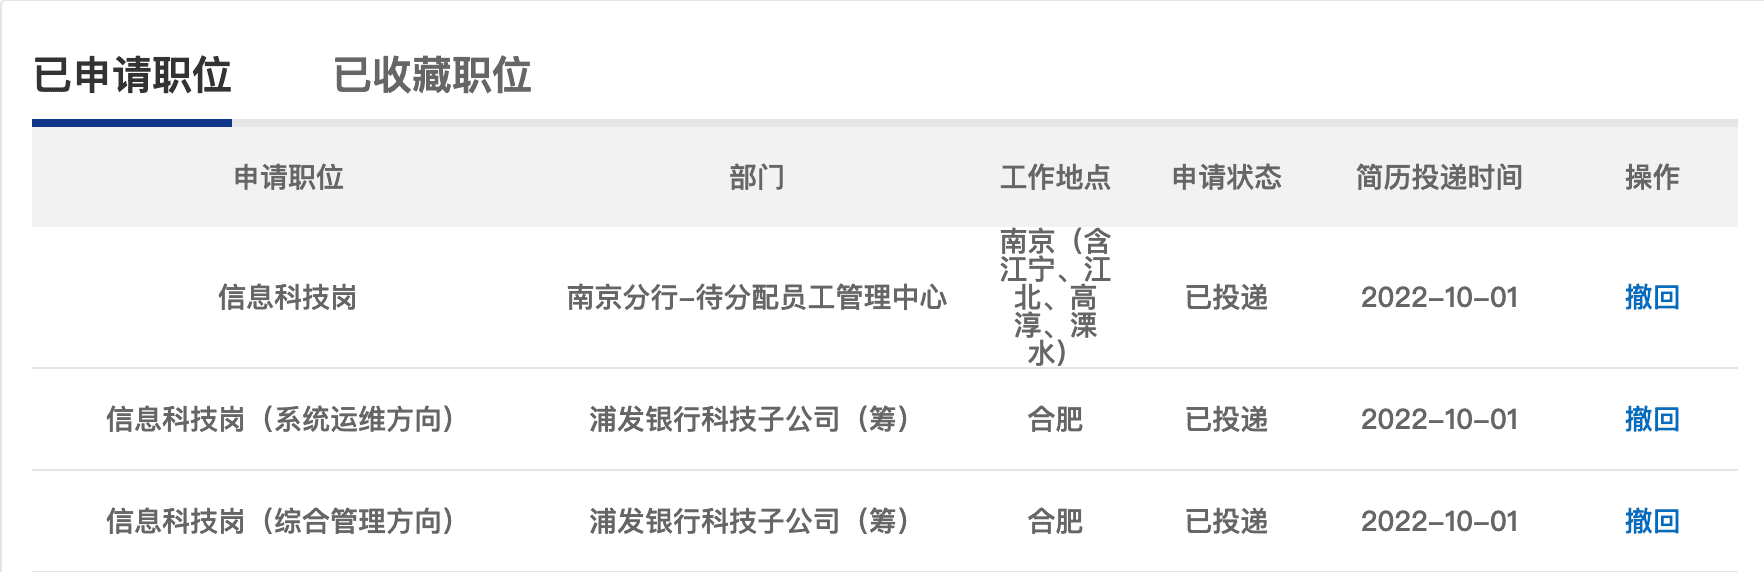 已申请职位 已收藏职位
申请职位 部门 工作地点 申请状态 简历投递时间 操作
信息科技岗 南京分行-待分配员工管理中心 南京（含
江宁、江
北、高
淳、溧
水） 已投递 2022-10-01 撤回
信息科技岗（系统运维方向） 浦发银行科技子公司（筹） 合肥 已投递 2022-10-01 撤回
信息科技岗（综合管理方向） 浦发银行科技子公司（筹） 合肥 已投递 2022-10-01 撤回